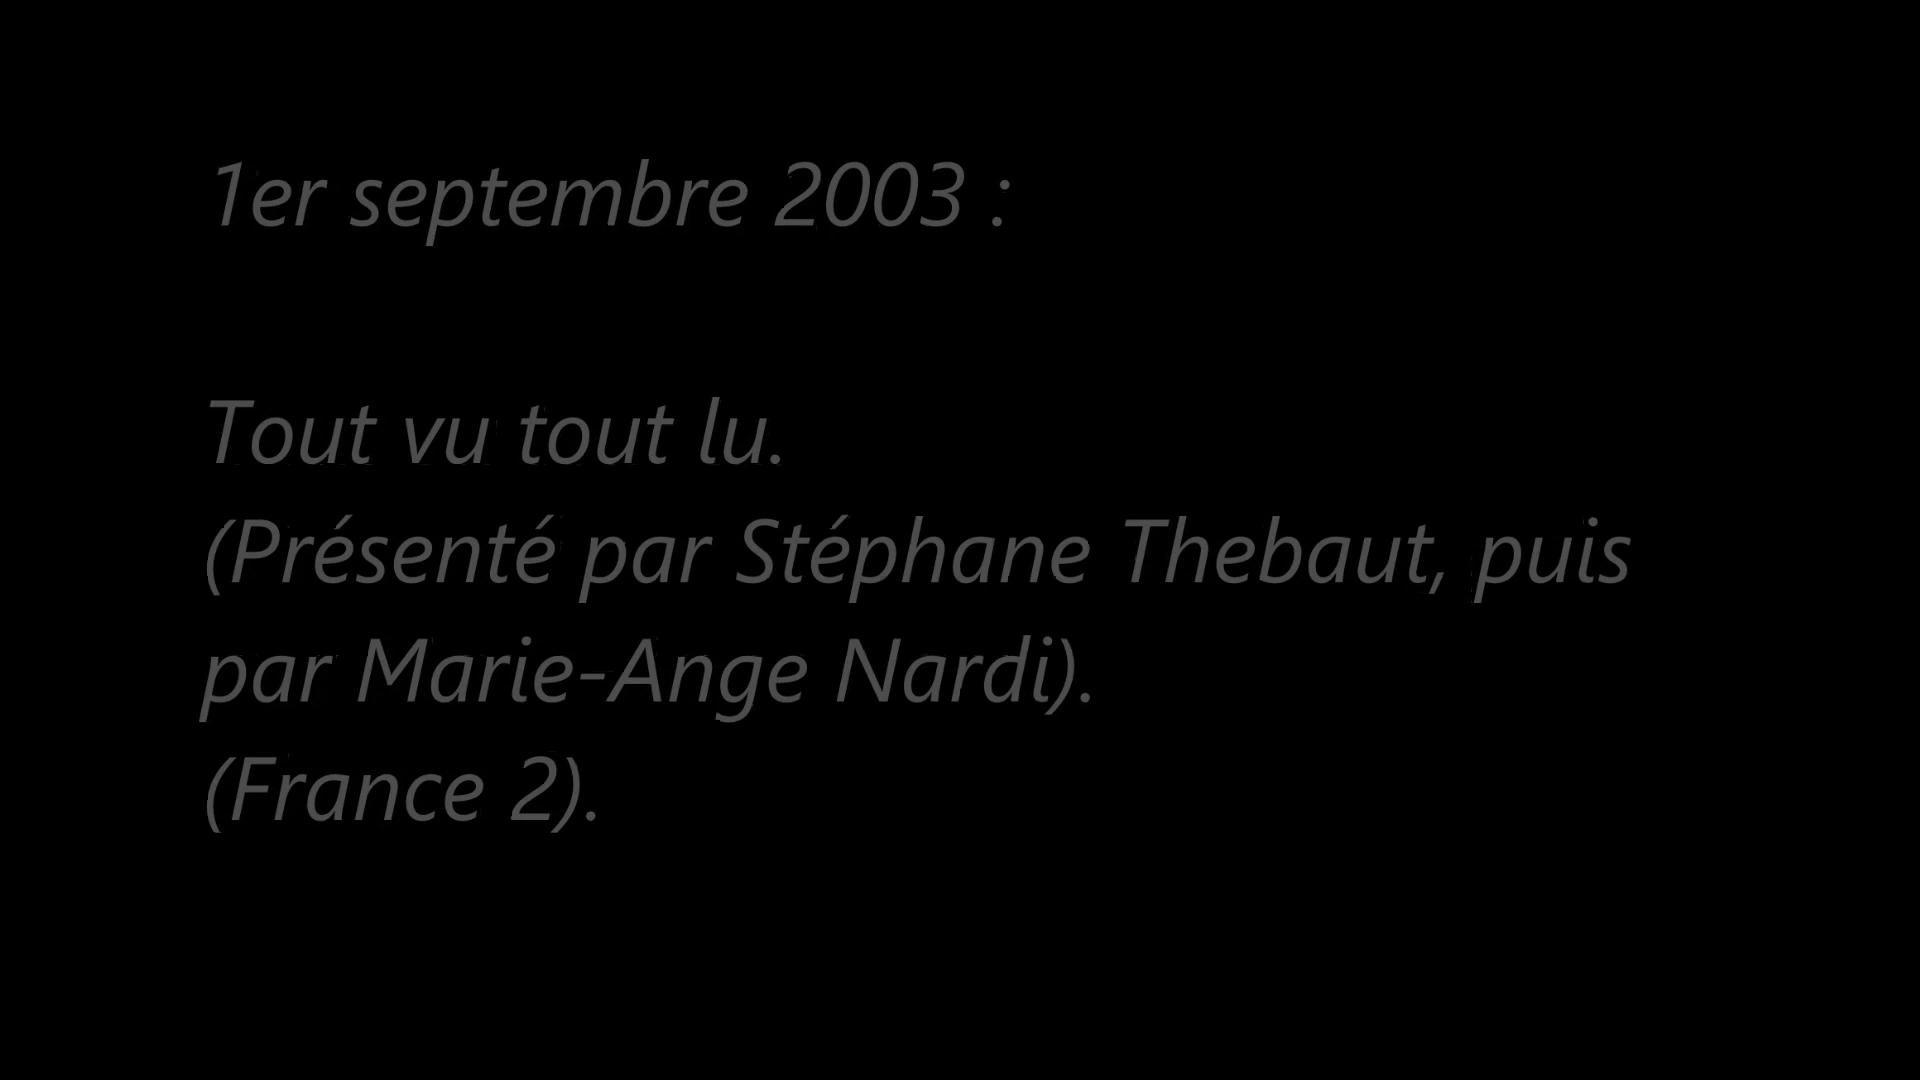 1er septembre 2003 :
Tout vu tout lu.
(Présenté par Stéphane Thebaut, puis
par Marie-Ange Nardi).
(France 2).